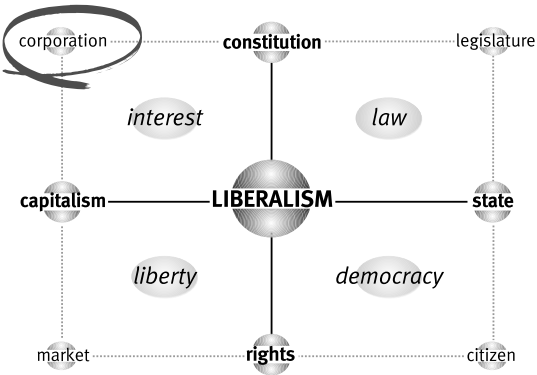 corporation
constitution
legislature
interest
law
capitalism
LIBERALISM
state
liberty
democracy
market
rights
citizen